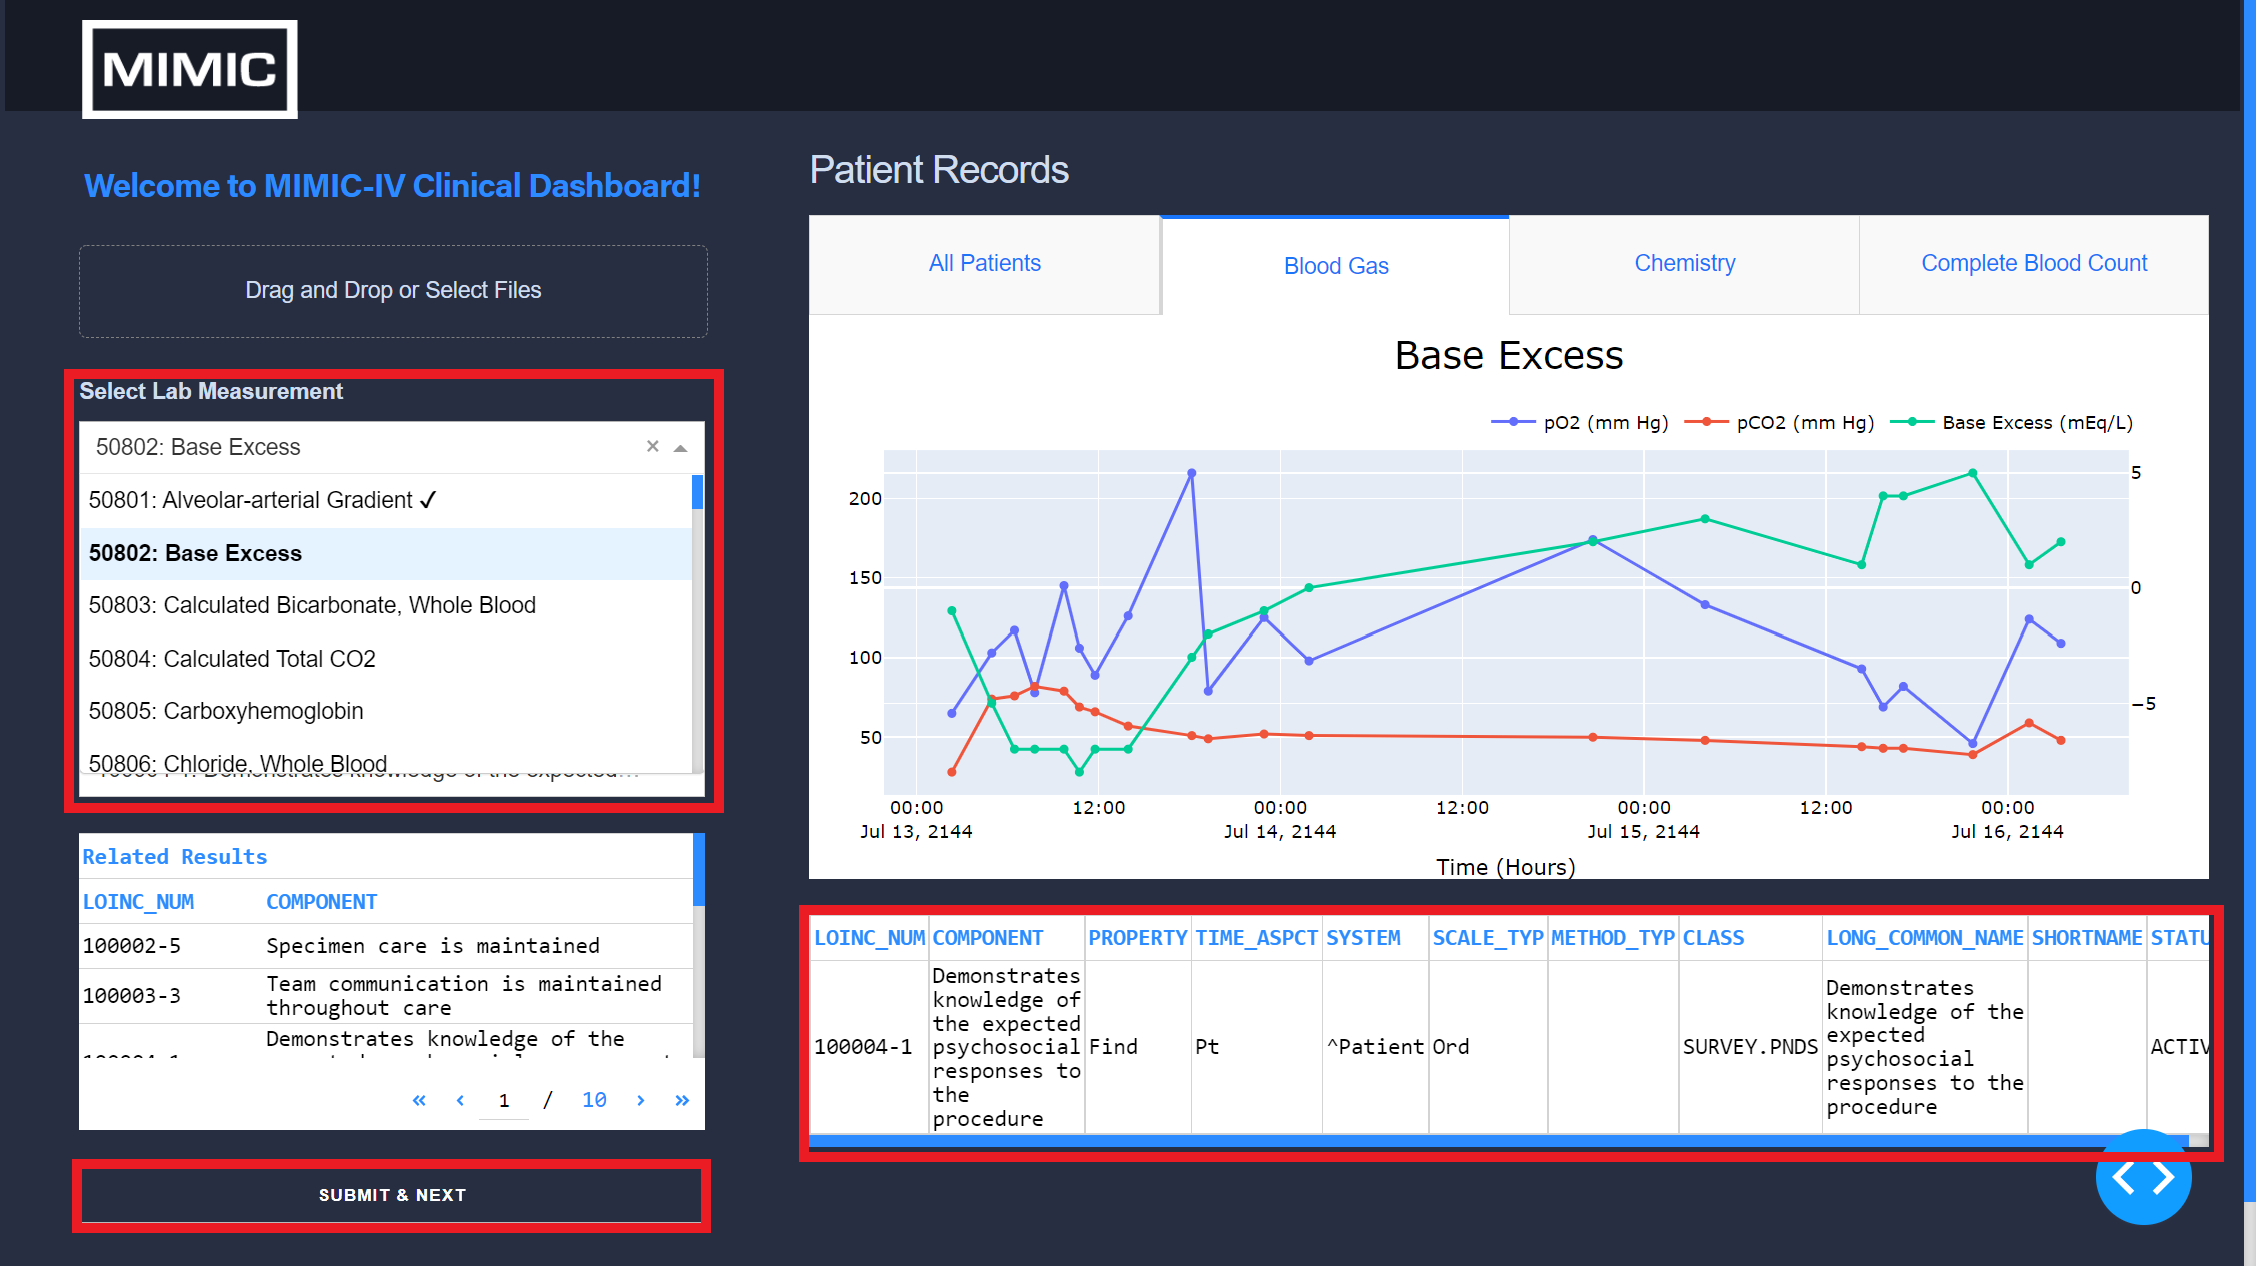 MIMIC
Welcome to MIMIC-IV Clinical Dashboard!
Drag and Drop or Select Files
Select Lab Measurement
50802: Base Excess
50801: Alveolar-arterial Gradient ✓
50802: Base Excess
50803: Calculated Bicarbonate, Whole Blood
50804: Calculated Total CO2
50805: Carboxyhemoglobin
50806: Chloride, Whole Blood
Related Results
LOINC_NUM COMPONENT
100002-5 Specimen care is maintained
100003-3 Team communication is maintained
throughout care
Demonstrates knowledge of the
« ‹ 1 / 10 › »
SUBMIT & NEXT
Patient Records
All Patients Blood Gas Chemistry Complete Blood Count
Base Excess
pO2 (mm Hg) pCO2 (mm Hg) Base Excess (mEq/L)
200
150
100
50
5
0
−5
00:00 12:00 00:00 12:00 00:00 12:00 00:00
Jul 13, 2144 Jul 14, 2144 Jul 15, 2144 Jul 16, 2144
Time (Hours)
LOINC_NUM COMPONENT PROPERTY TIME_ASPCT SYSTEM SCALE_TYP METHOD_TYP CLASS LONG_COMMON_NAME SHORTNAME STATU
100004-1
Demonstrates
knowledge of
the expected
psychosocial
responses to
the
procedure
Find Pt ^Patient Ord SURVEY.PNDS
Demonstrates
knowledge of the
expected
psychosocial
responses to the
procedure
ACTIV